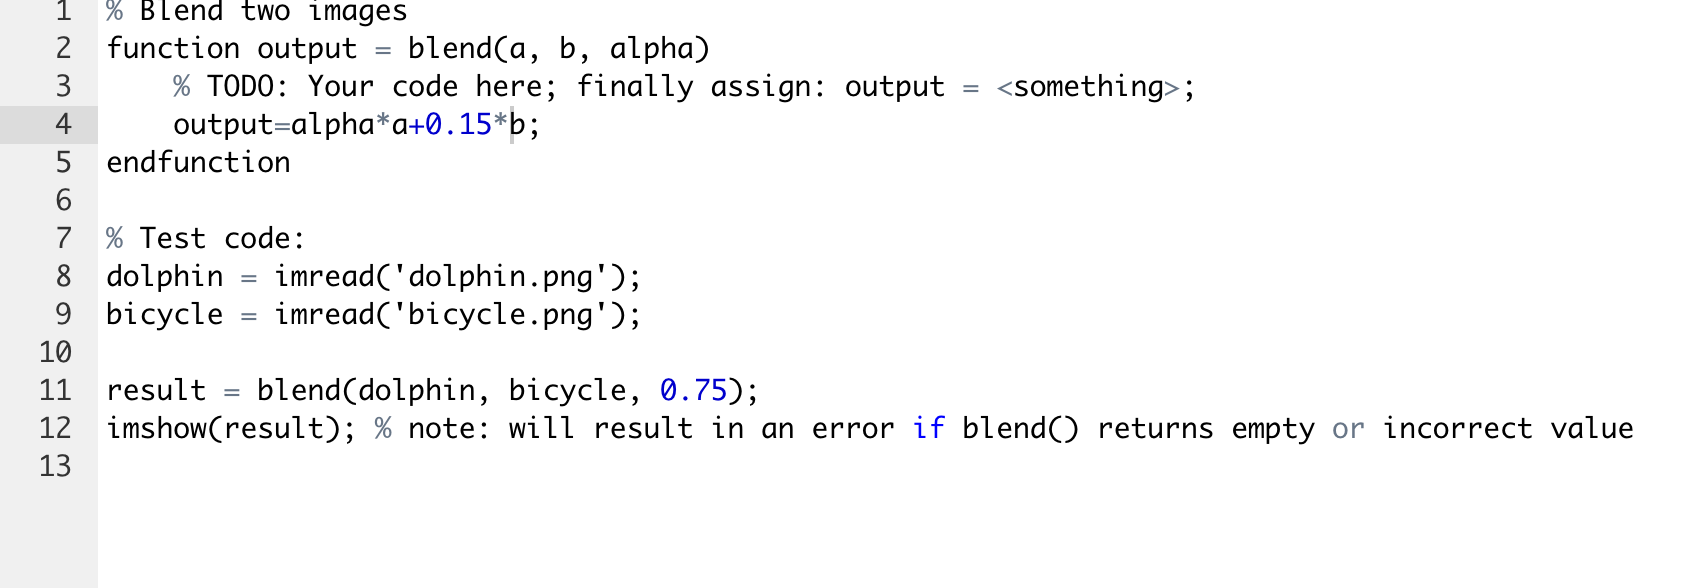 1 % Blend two images
2 function output = blend(a, b, alpha)
3 % TODO: Your code here; finally assign: output = <something>;
4 output=alpha*a+0.15*b;
5 endfunction
6
7 % Test code:
8 dolphin = imread('dolphin.png');
9 bicycle = imread('bicycle.png');
10
11 result = blend(dolphin, bicycle, 0.75);
12 imshow(result); % note: will result in an error if blend() returns empty or incorrect value
13